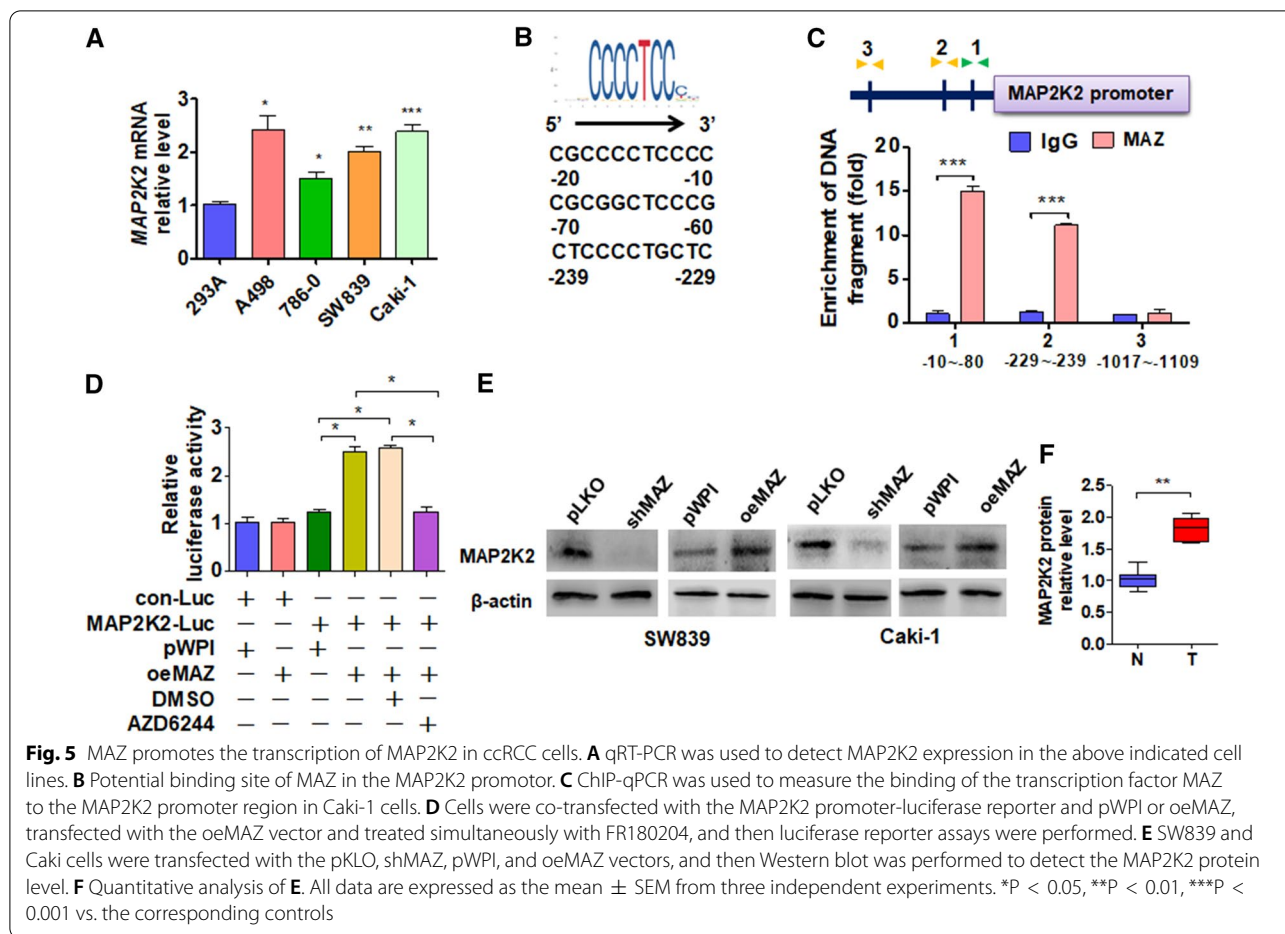 A
MAP2K2 mRNA
relative level
3
2
1
0
* * ** ***
293A A498 786-0 SW839 Caki-1
B
CCCCTCCC
5’ 3’
CGCCCCTCCCC
-20 -10
CGCGGCTCCCG
-70 -60
CTCCCCTGCTC
-239 -229
C
3 2 1
MAP2K2 promoter
IgG MAZ
Enrichment of DNA
fragment (fold)
20
15
10
5
0
*** ***
1 2 3
-10~-80 -229~-239 -1017~-1109
D
Relative
luciferase activity
3
2
1
0
* * * *
con-Luc + + — — — —
MAP2K2-Luc — — + + + +
pWPI + — + — — —
oeMAZ — + — + + +
DMSO — — — — + —
AZD6244 — — — — — +
E
pLKO shMAZ pWPI oeMAZ pLKO shMAZ pWPI oeMAZ
MAP2K2
β-actin
SW839 Caki-1
F
MAP2K2 protein
relative level
2.5
2.0
1.5
1.0
0.5
0.0
**
N T
Fig. 5 MAZ promotes the transcription of MAP2K2 in ccRCC cells. A qRT-PCR was used to detect MAP2K2 expression in the above indicated cell
lines. B Potential binding site of MAZ in the MAP2K2 promotor. C ChIP-qPCR was used to measure the binding of the transcription factor MAZ
to the MAP2K2 promoter region in Caki-1 cells. D Cells were co-transfected with the MAP2K2 promoter-luciferase reporter and pWPI or oeMAZ,
transfected with the oeMAZ vector and treated simultaneously with FR180204, and then luciferase reporter assays were performed. E SW839 and
Caki cells were transfected with the pKLO, shMAZ, pWPI, and oeMAZ vectors, and then Western blot was performed to detect the MAP2K2 protein
level. F Quantitative analysis of E. All data are expressed as the mean ± SEM from three independent experiments. *P < 0.05, **P < 0.01, ***P <
0.001 vs. the corresponding controls